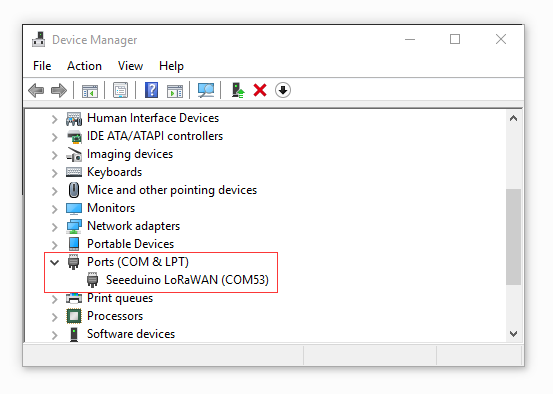 Device Manager
File Action View Help
Human Interface Devices
IDE ATA/ATAPI controllers
Imaging devices
Keyboards
Mice and other pointing devices
Monitors
Network adapters
Portable Devices
Ports (COM & LPT)
Seeeduino LoRaWAN (COM53)
Print queues
Processors
Software devices